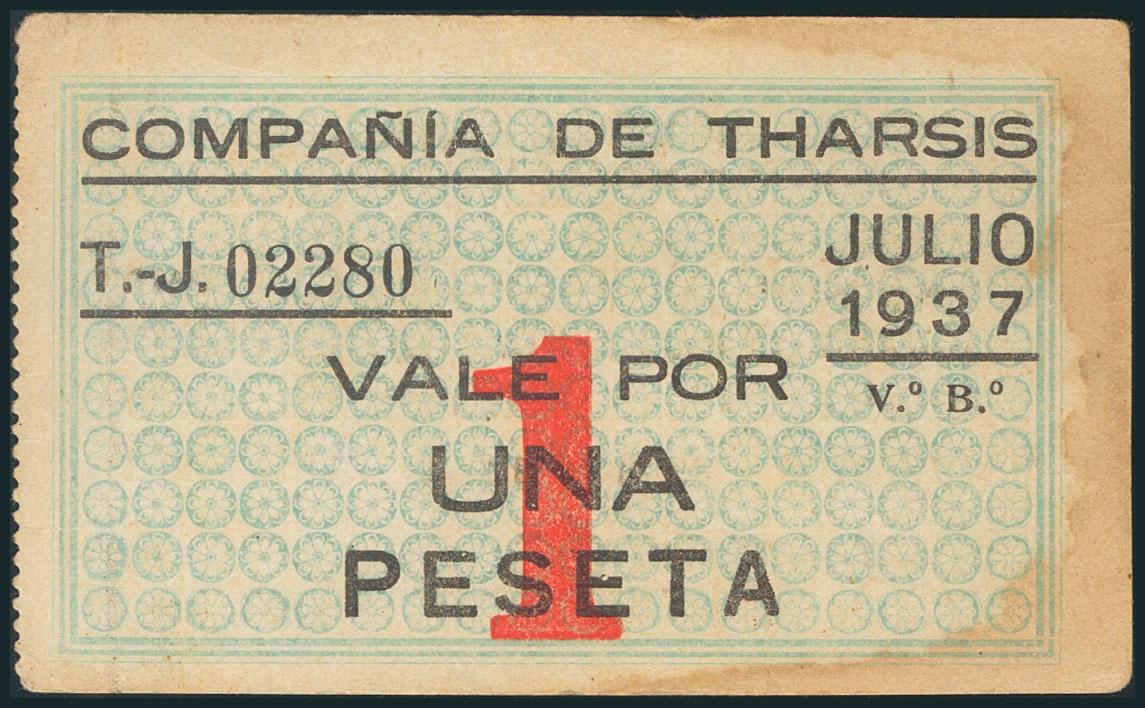 COMPAÑÍA DE THARSIS
T.-J. 02280
JULIO
1937
V.º B.º
VALE POR
1
UNA
PESETA